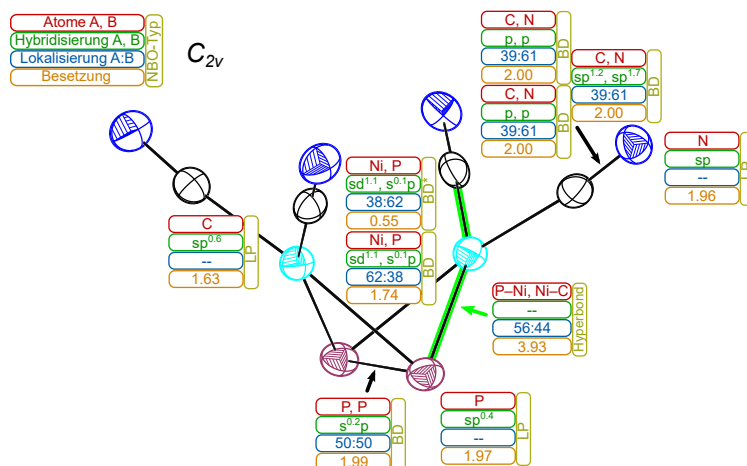 Atome A, B
Hybridisierung A, B
Lokalisierung A:B
Besetzung
NBO-Typ
C2v
C, N
p, p
39:61
2.00
BD
C, N
p, p
39:61
2.00
BD
C, N
sp1.2, sp1.7
39:61
2.00
BD
N
sp
--
1.96
LP
Ni, P
sd1.1, s0.1p
38:62
0.55
BD*
Ni, P
sd1.1, s0.1p
62:38
1.74
BD
C
sp0.6
--
1.63
LP
P–Ni, Ni–C
--
56:44
3.93
Hyperbond
P, P
s0.2p
50:50
1.99
BD
P
sp0.4
--
1.97
LP